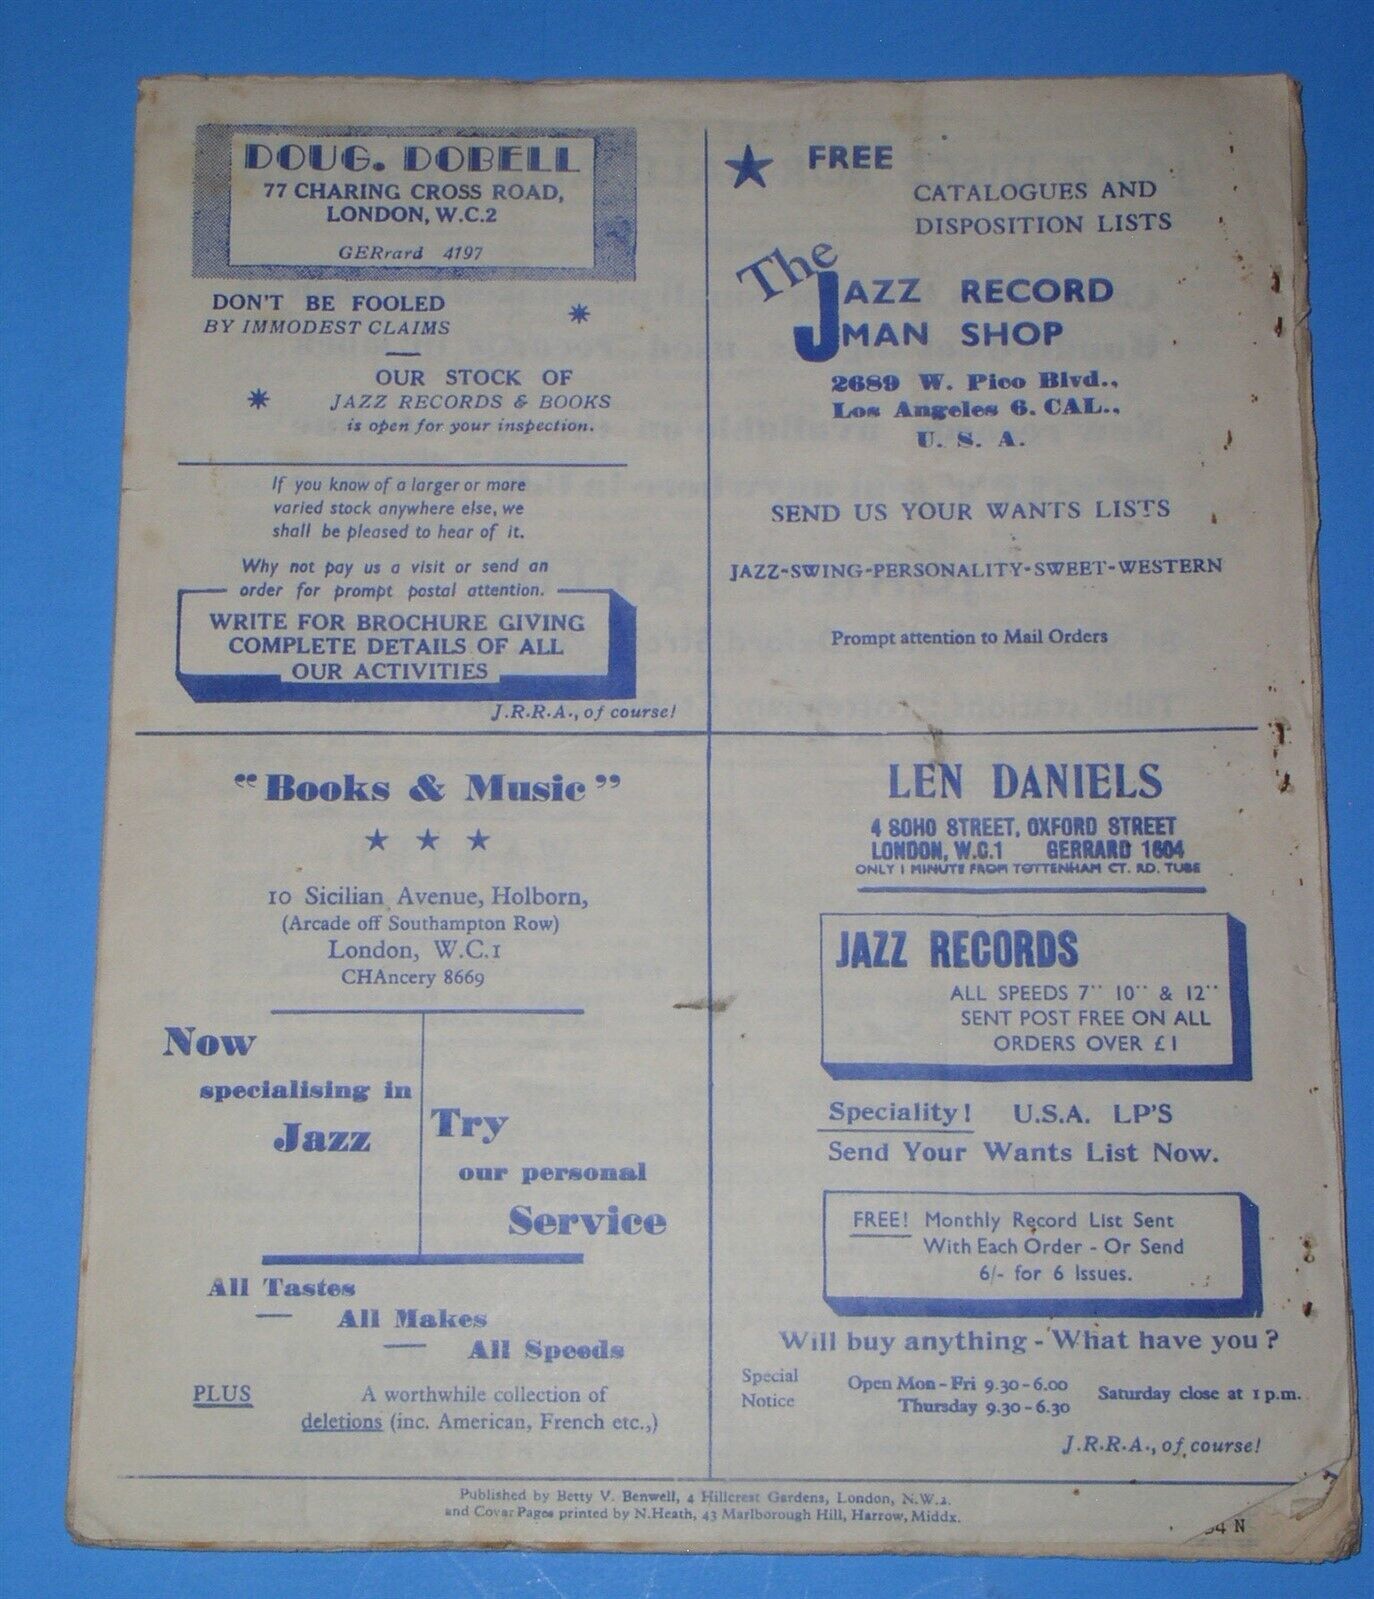 DOUG. DOBELL
77 CHARING CROSS ROAD,
LONDON, W.C.2
GERrard 4197
DON'T BE FOOLED
BY IMMODEST CLAIMS
OUR STOCK OF
JAZZ RECORDS & BOOKS
is open for your inspection.
If you know of a larger or more
varied stock anywhere else, we
shall be pleased to hear of it.
Why not pay us a visit or send an
order for prompt postal attention.
WRITE FOR BROCHURE GIVING
COMPLETE DETAILS OF ALL
OUR ACTIVITIES
J.R.R.A., of course!
FREE
CATALOGUES AND
DISPOSITION LISTS
The
JAZZ RECORD
MAN SHOP
2689 W. Pico Blvd.,
Los Angeles 6. CAL.,
U. S. A.
SEND US YOUR WANTS LISTS
JAZZ-SWING-PERSONALITY-SWEET-WESTERN
Prompt attention to Mail Orders
"Books & Music"
10 Sicilian Avenue, Holborn,
(Arcade off Southampton Row)
London, W.C.1
CHAncery 8669
Now
specialising in
Jazz
Try
our personal
Service
All Tastes
All Makes
All Speeds
PLUS A worthwhile collection of
deletions (inc. American, French etc.,)
LEN DANIELS
4 SOHO STREET, OXFORD STREET
LONDON, W.C.1 GERRARD 1604
ONLY 1 MINUTE FROM TOTTENHAM CT. RD. TUBE
JAZZ RECORDS
ALL SPEEDS 7" 10" & 12"
SENT POST FREE ON ALL
ORDERS OVER £1
Speciality! U.S.A. LP'S
Send Your Wants List Now.
FREE! Monthly Record List Sent
With Each Order - Or Send
6/- for 6 Issues.
Will buy anything - What have you?
Special Notice
Open Mon - Fri 9.30-6.00
Thursday 9.30-6.30
Saturday close at 1 p.m.
J.R.R.A., of course!
Published by Betty V. Benwell, 4 Hillcrest Gardens, London, N.W.2.
and Cover Pages printed by N. Heath, 43 Marlborough Hill, Harrow, Middx.
N